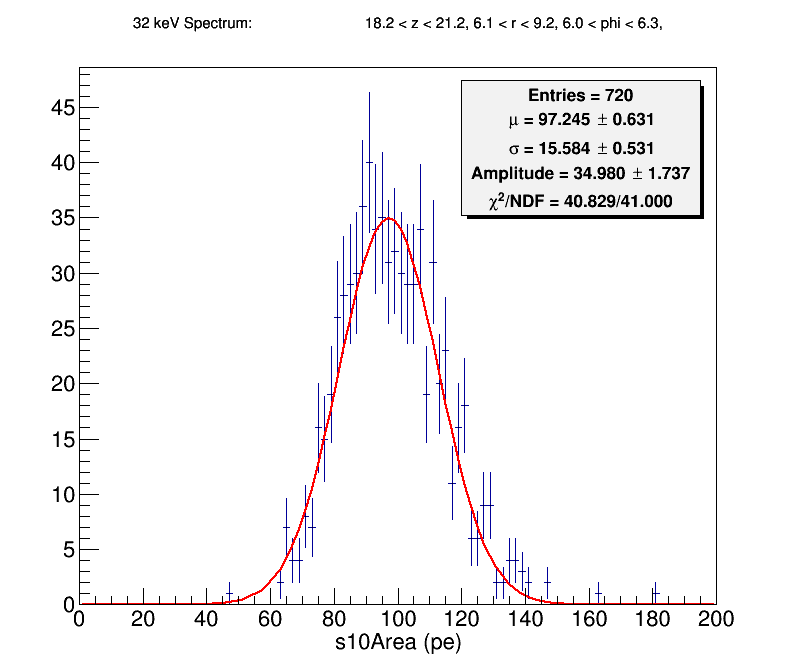 32 keV Spectrum: 18.2 < z < 21.2, 6.1 < r < 9.2, 6.0 < phi < 6.3,
Entries = 720
μ = 97.245 ± 0.631
σ = 15.584 ± 0.531
Amplitude = 34.980 ± 1.737
χ²/NDF = 40.829/41.000
45
40
35
30
25
20
15
10
5
0
0 20 40 60 80 100 120 140 160 180 200
s10Area (pe)